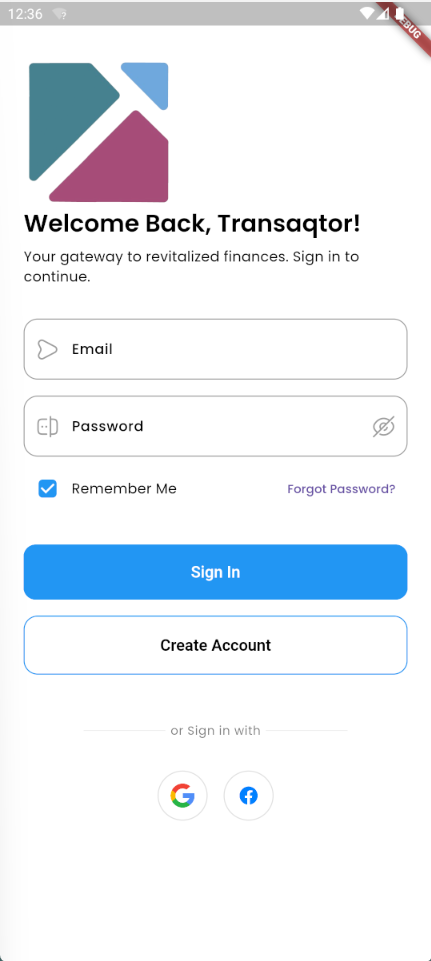 12:36
DEBUG
Welcome Back, Transaqtor!
Your gateway to revitalized finances. Sign in to
continue.
Email
Password
Remember Me
Forgot Password?
Sign In
Create Account
or Sign in with